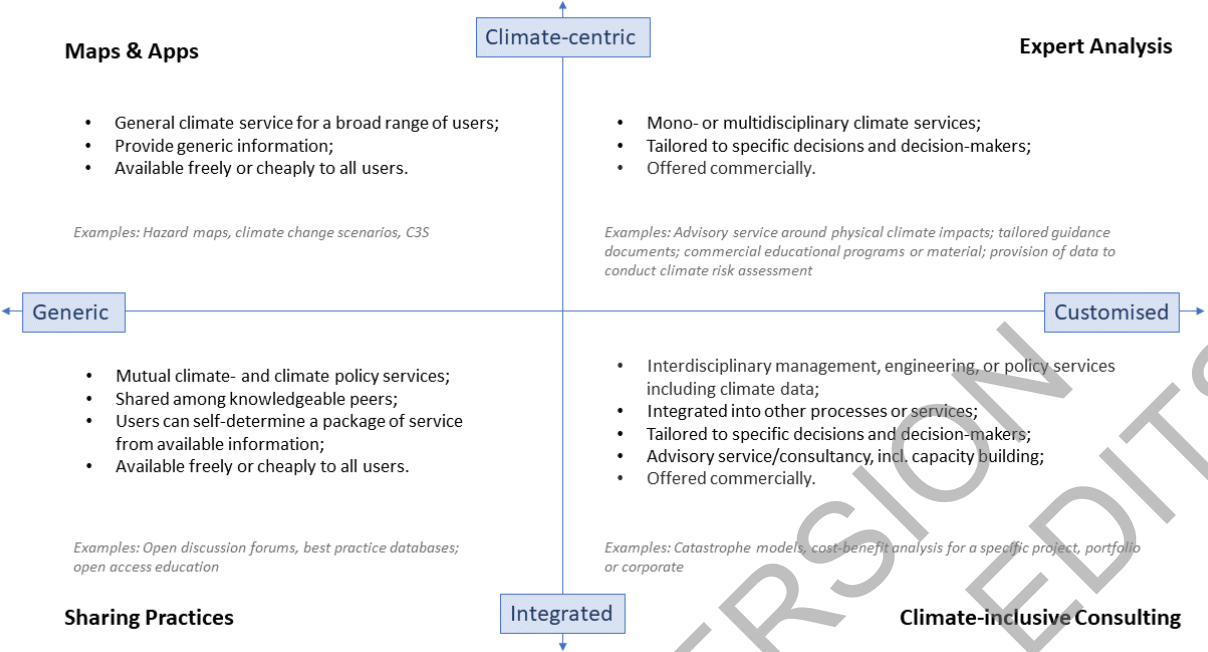 Climate-centric
Maps & Apps
Expert Analysis
• General climate service for a broad range of users;
• Provide generic information;
• Available freely or cheaply to all users.
• Mono- or multidisciplinary climate services;
• Tailored to specific decisions and decision-makers;
• Offered commercially.
Examples: Hazard maps, climate change scenarios, C3S
Examples: Advisory service around physical climate impacts; tailored guidance
documents; commercial educational programs or material; provision of data to
conduct climate risk assessment
Generic
Customised
• Mutual climate- and climate policy services;
• Shared among knowledgeable peers;
• Users can self-determine a package of service
from available information;
• Available freely or cheaply to all users.
• Interdisciplinary management, engineering, or policy services
including climate data;
• Integrated into other processes or services;
• Tailored to specific decisions and decision-makers;
• Advisory service/consultancy, incl. capacity building;
• Offered commercially.
Examples: Open discussion forums, best practice databases;
open access education
Examples: Catastrophe models, cost-benefit analysis for a specific project, portfolio
or corporate
Sharing Practices
Integrated
Climate-inclusive Consulting
ERSION
EDITS